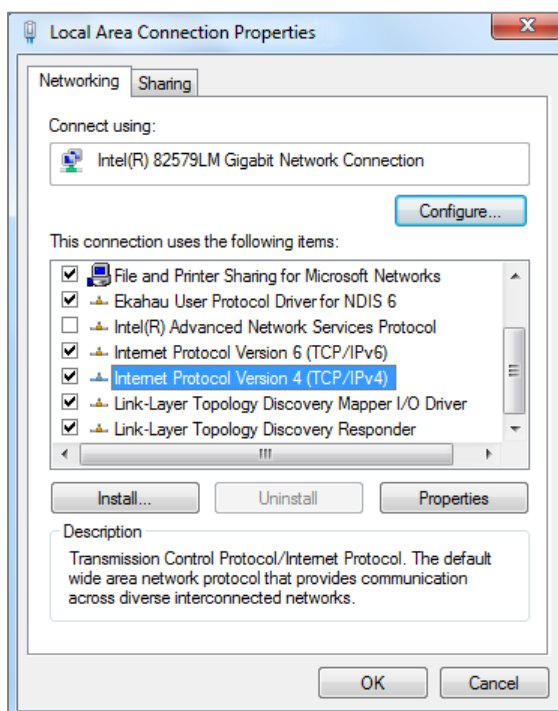 Local Area Connection Properties
Networking
Sharing
Connect using:
Intel(R) 82579LM Gigabit Network Connection
Configure...
This connection uses the following items:
File and Printer Sharing for Microsoft Networks
Ekahau User Protocol Driver for NDIS 6
Intel(R) Advanced Network Services Protocol
Internet Protocol Version 6 (TCP/IPv6)
Internet Protocol Version 4 (TCP/IPv4)
Link-Layer Topology Discovery Mapper I/O Driver
Link-Layer Topology Discovery Responder
Install...
Uninstall
Properties
Description
Transmission Control Protocol/Internet Protocol. The default
wide area network protocol that provides communication
across diverse interconnected networks.
OK
Cancel